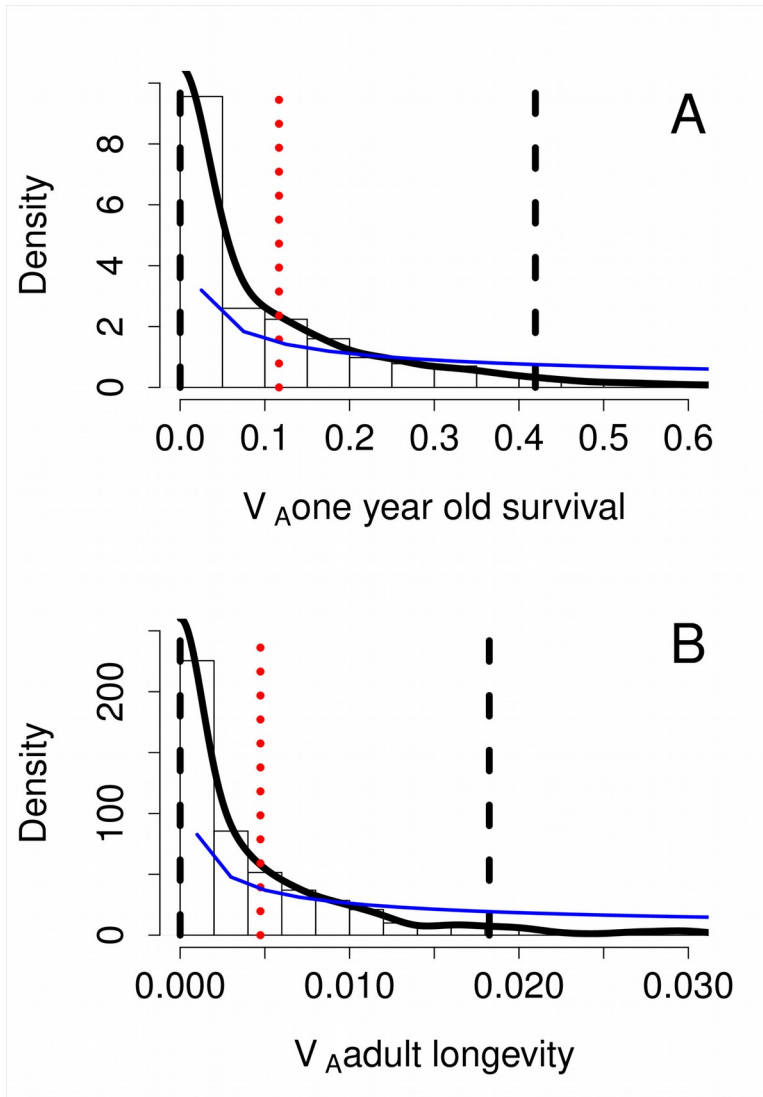 A
Density
0 2 4 6 8
0.0 0.1 0.2 0.3 0.4 0.5 0.6
V A one year old survival
B
Density
0 100 200
0.000 0.010 0.020 0.030
V A adult longevity